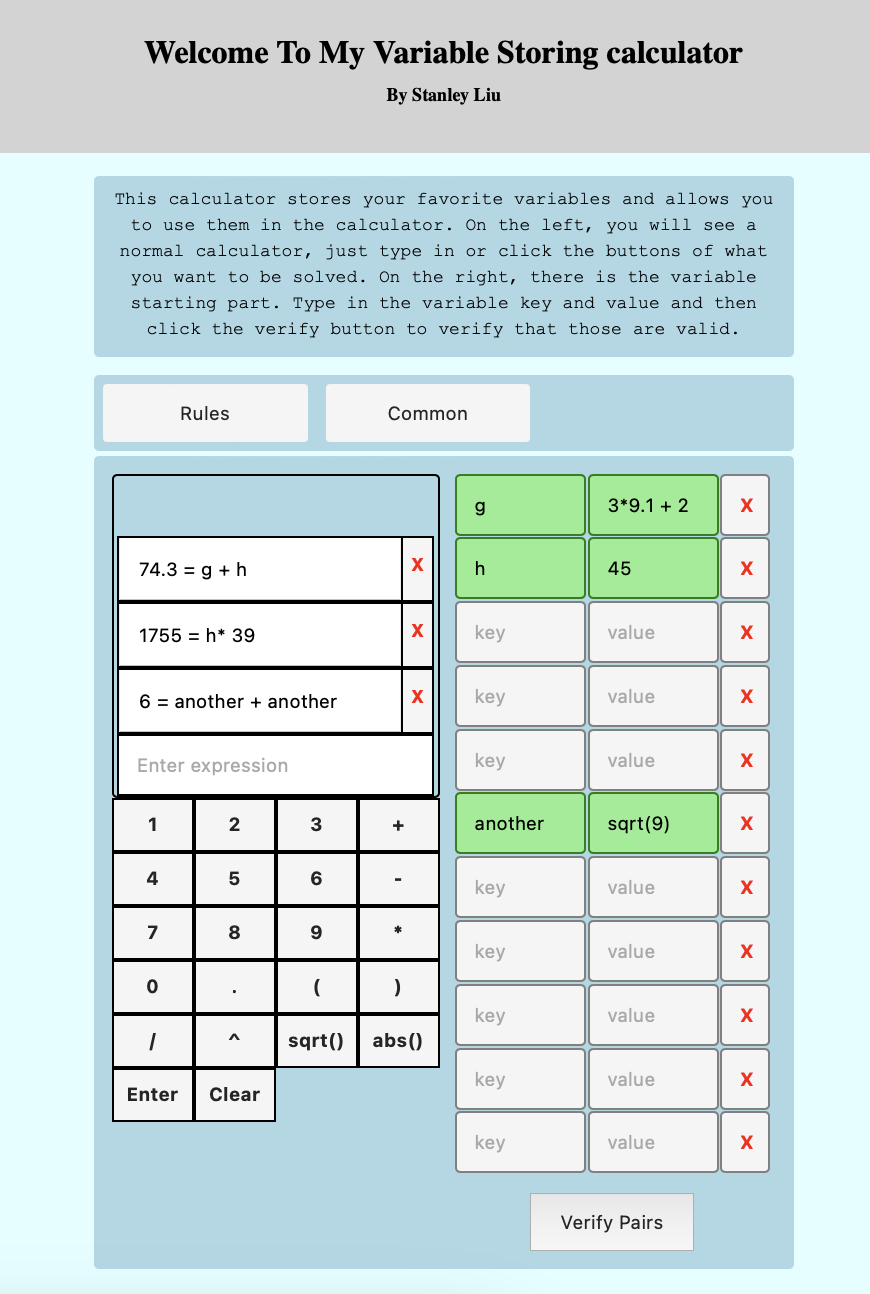 Welcome To My Variable Storing calculator
By Stanley Liu
This calculator stores your favorite variables and allows you
to use them in the calculator. On the left, you will see a
normal calculator, just type in or click the buttons of what
you want to be solved. On the right, there is the variable
starting part. Type in the variable key and value and then
click the verify button to verify that those are valid.
Rules
Common
74.3 = g + h X
1755 = h* 39 X
6 = another + another X
Enter expression
1 2 3 +
4 5 6 -
7 8 9 *
0 . ( )
/ ^ sqrt() abs()
Enter Clear
g 3*9.1 + 2 X
h 45 X
key value X
key value X
key value X
another sqrt(9) X
key value X
key value X
key value X
key value X
key value X
Verify Pairs